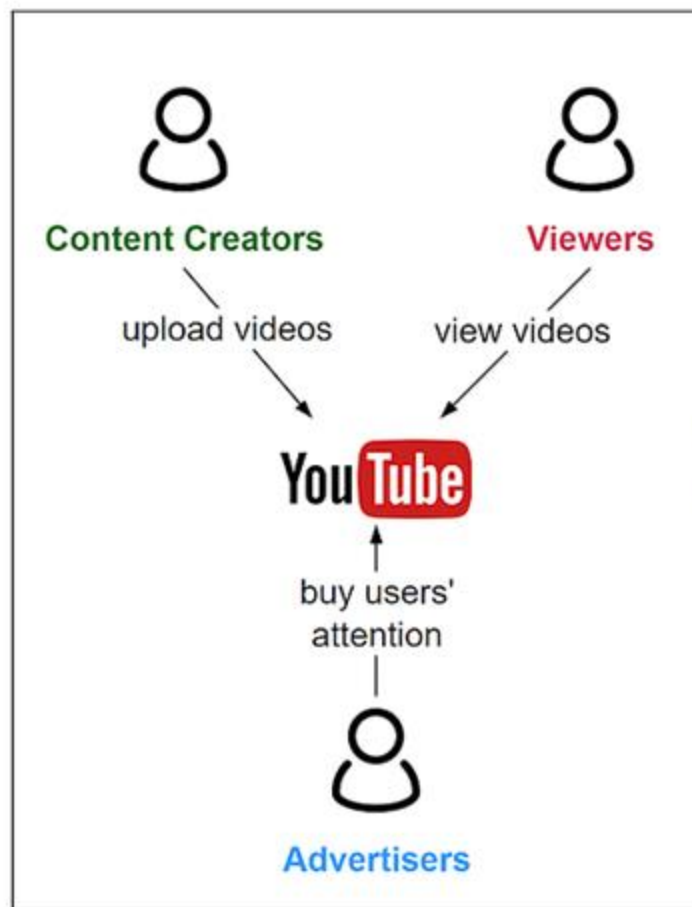 Content Creators
Viewers
upload videos
view videos
YouTube
buy users'
attention
Advertisers